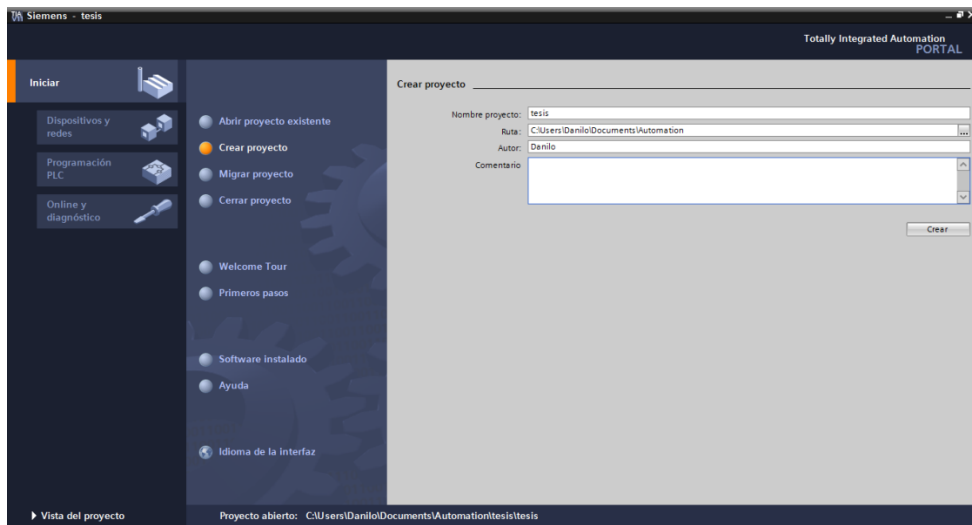 Siemens - tesis
Totally Integrated Automation
PORTAL
Iniciar
Dispositivos y
redes
Programación
PLC
Online y
diagnóstico
Abrir proyecto existente
Crear proyecto
Migrar proyecto
Cerrar proyecto
Welcome Tour
Primeros pasos
Software instalado
Ayuda
Idioma de la interfaz
Crear proyecto
Nombre proyecto: tesis
Ruta: C:\Users\Danilo\Documents\Automation
...
Autor: Danilo
Comentario
Crear
Vista del proyecto
Proyecto abierto: C:\Users\Danilo\Documents\Automation\tesis\tesis